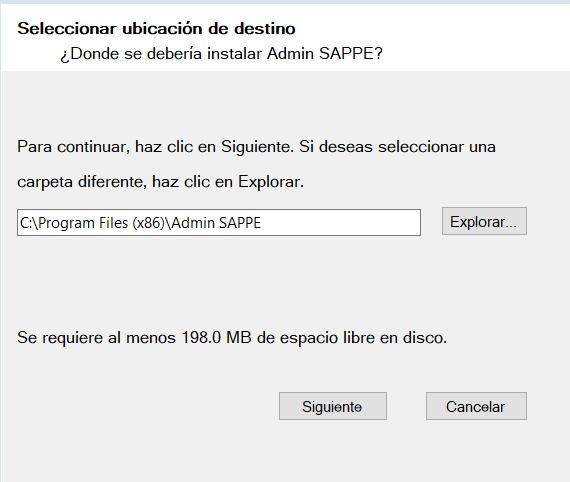 Seleccionar ubicación de destino
¿Donde se debería instalar Admin SAPPE?
Para continuar, haz clic en Siguiente. Si deseas seleccionar una
carpeta diferente, haz clic en Explorar.
C:\Program Files (x86)\Admin SAPPE
Explorar...
Se requiere al menos 198.0 MB de espacio libre en disco.
Siguiente
Cancelar